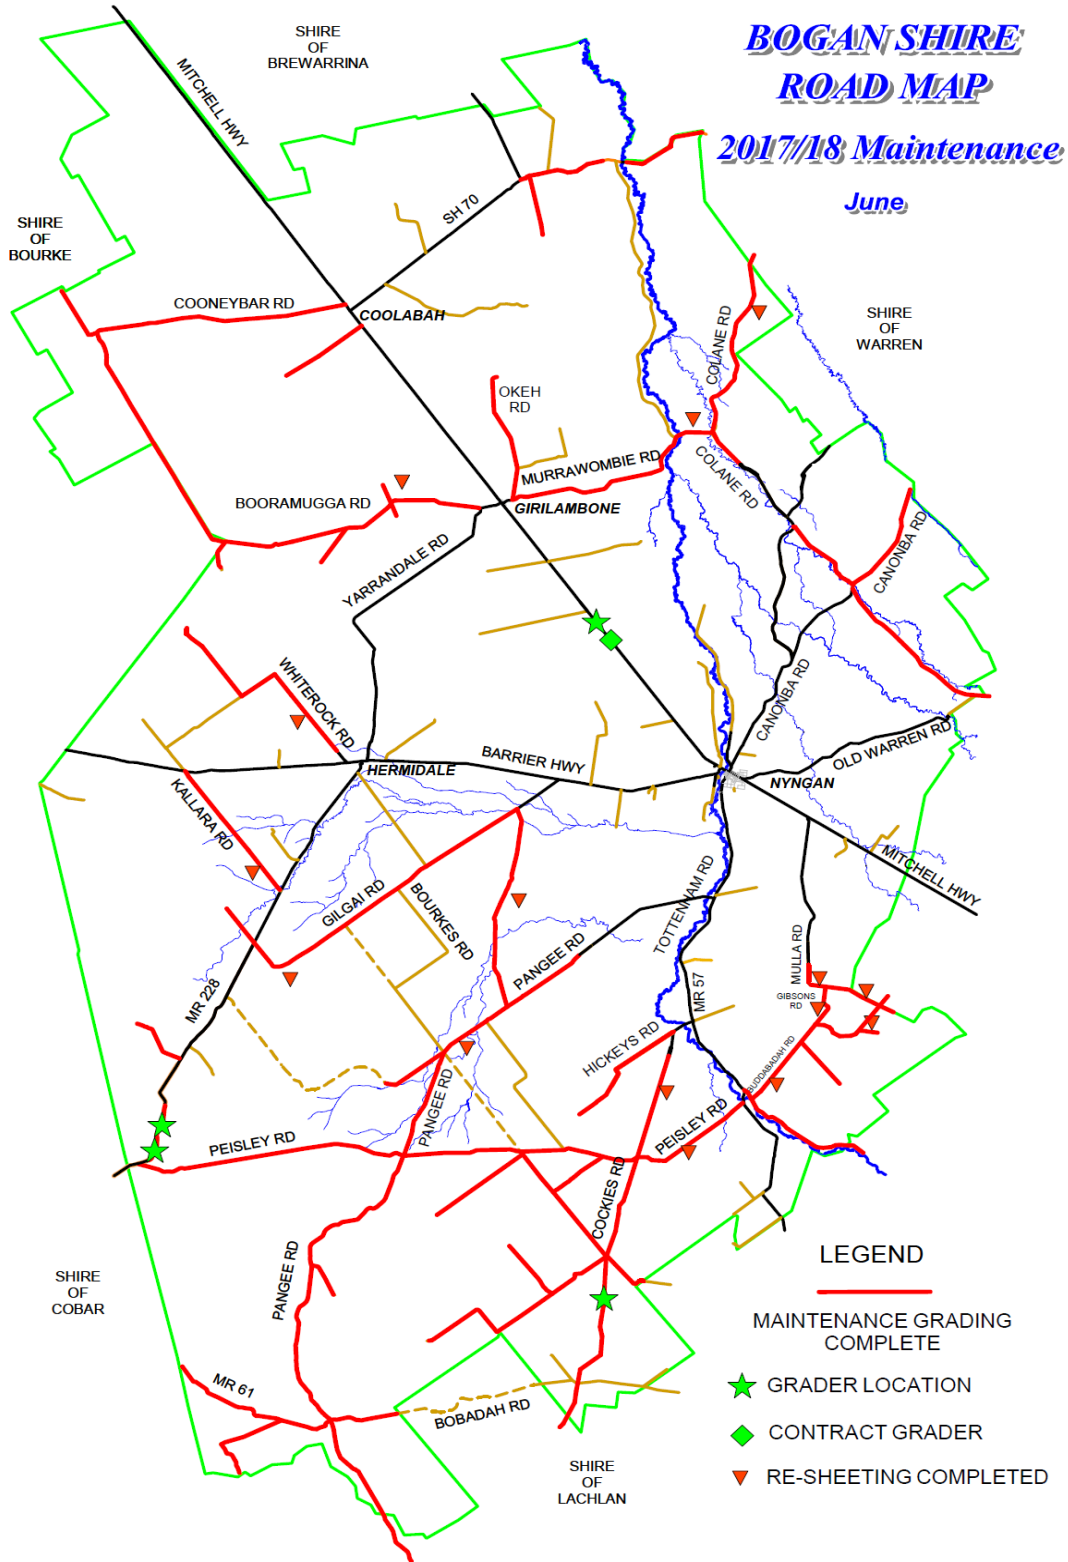 BOGAN SHIRE
ROAD MAP
2017/18 Maintenance
June
SHIRE
OF
BREWARRINA
MITCHELL HWY
SH 70
SHIRE
OF
BOURKE
COONEYBAR RD
COOLABAH
SHIRE
OF
WARREN
COLANE RD
OKEH
RD
MURRAWOMBIE RD
COLANE RD
BOORAMUGGA RD
GIRILAMBONE
CANONBA RD
YARRANDALE RD
WHITEROCK RD
CANONBA RD
OLD WARREN RD
BARRIER HWY
HERMIDALE
NYNGAN
KALLARA RD
MITCHELL HWY
GILGAI RD
BOURKES RD
TOTTENHAM RD
PANGEE RD
MULLA RD
MR 228
MR 57
GIBSONS
RD
HICKEYS RD
BUDDABADAH RD
PANGEE RD
PEISLEY RD
PEISLEY RD
COCKIES RD
PANGEE RD
SHIRE
OF
COBAR
MR 61
BOBADAH RD
SHIRE
OF
LACHLAN
LEGEND
MAINTENANCE GRADING
COMPLETE
GRADER LOCATION
CONTRACT GRADER
RE-SHEETING COMPLETED